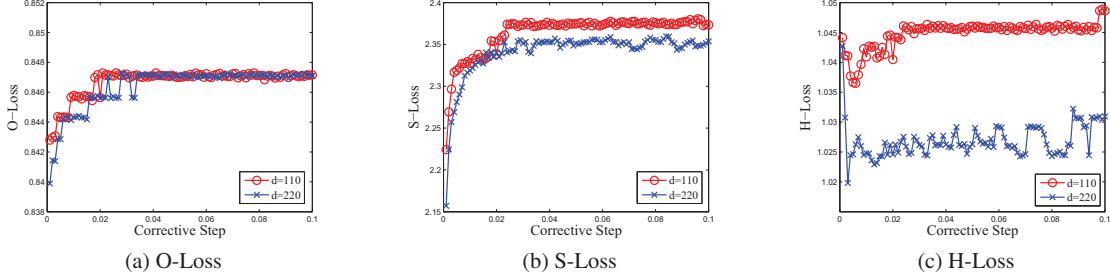 0.852
0.85
0.848
0.846
0.844
0.842
0.84
0.838
O-Loss
0 0.02 0.04 0.06 0.08 0.1
Corrective Step
d=110
d=220
(a) O-Loss
2.4
2.35
2.3
2.25
2.2
2.15
S-Loss
0 0.02 0.04 0.06 0.08 0.1
Corrective Step
d=110
d=220
(b) S-Loss
1.05
1.045
1.04
1.035
1.03
1.025
1.02
H-Loss
0 0.02 0.04 0.06 0.08 0.1
Corrective Step
d=110
d=220
(c) H-Loss